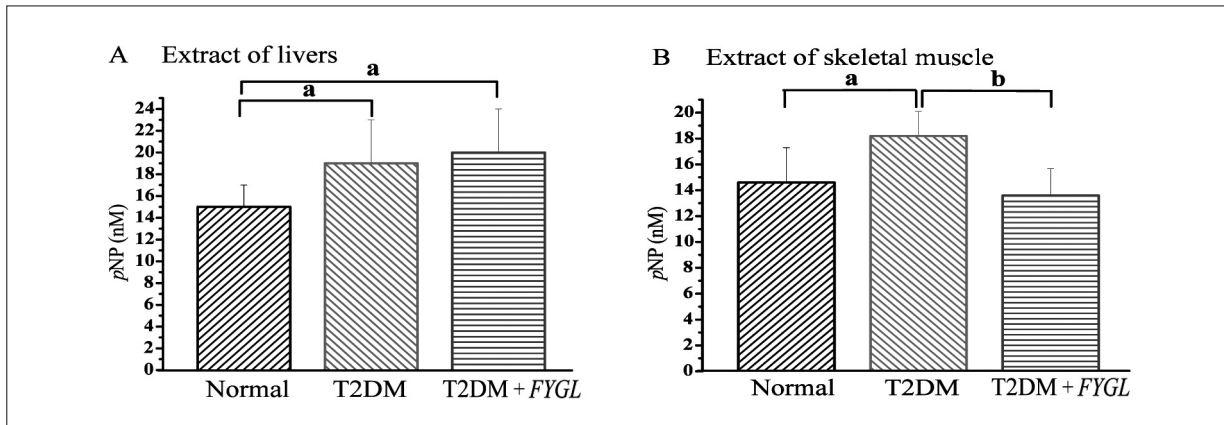 A Extract of livers
a
a
pNP (nM)
24
22
20
18
16
14
12
10
8
6
4
2
0
Normal T2DM T2DM + FYGL
B Extract of skeletal muscle
a b
pNP (nM)
20
18
16
14
12
10
8
6
4
2
0
Normal T2DM T2DM + FYGL